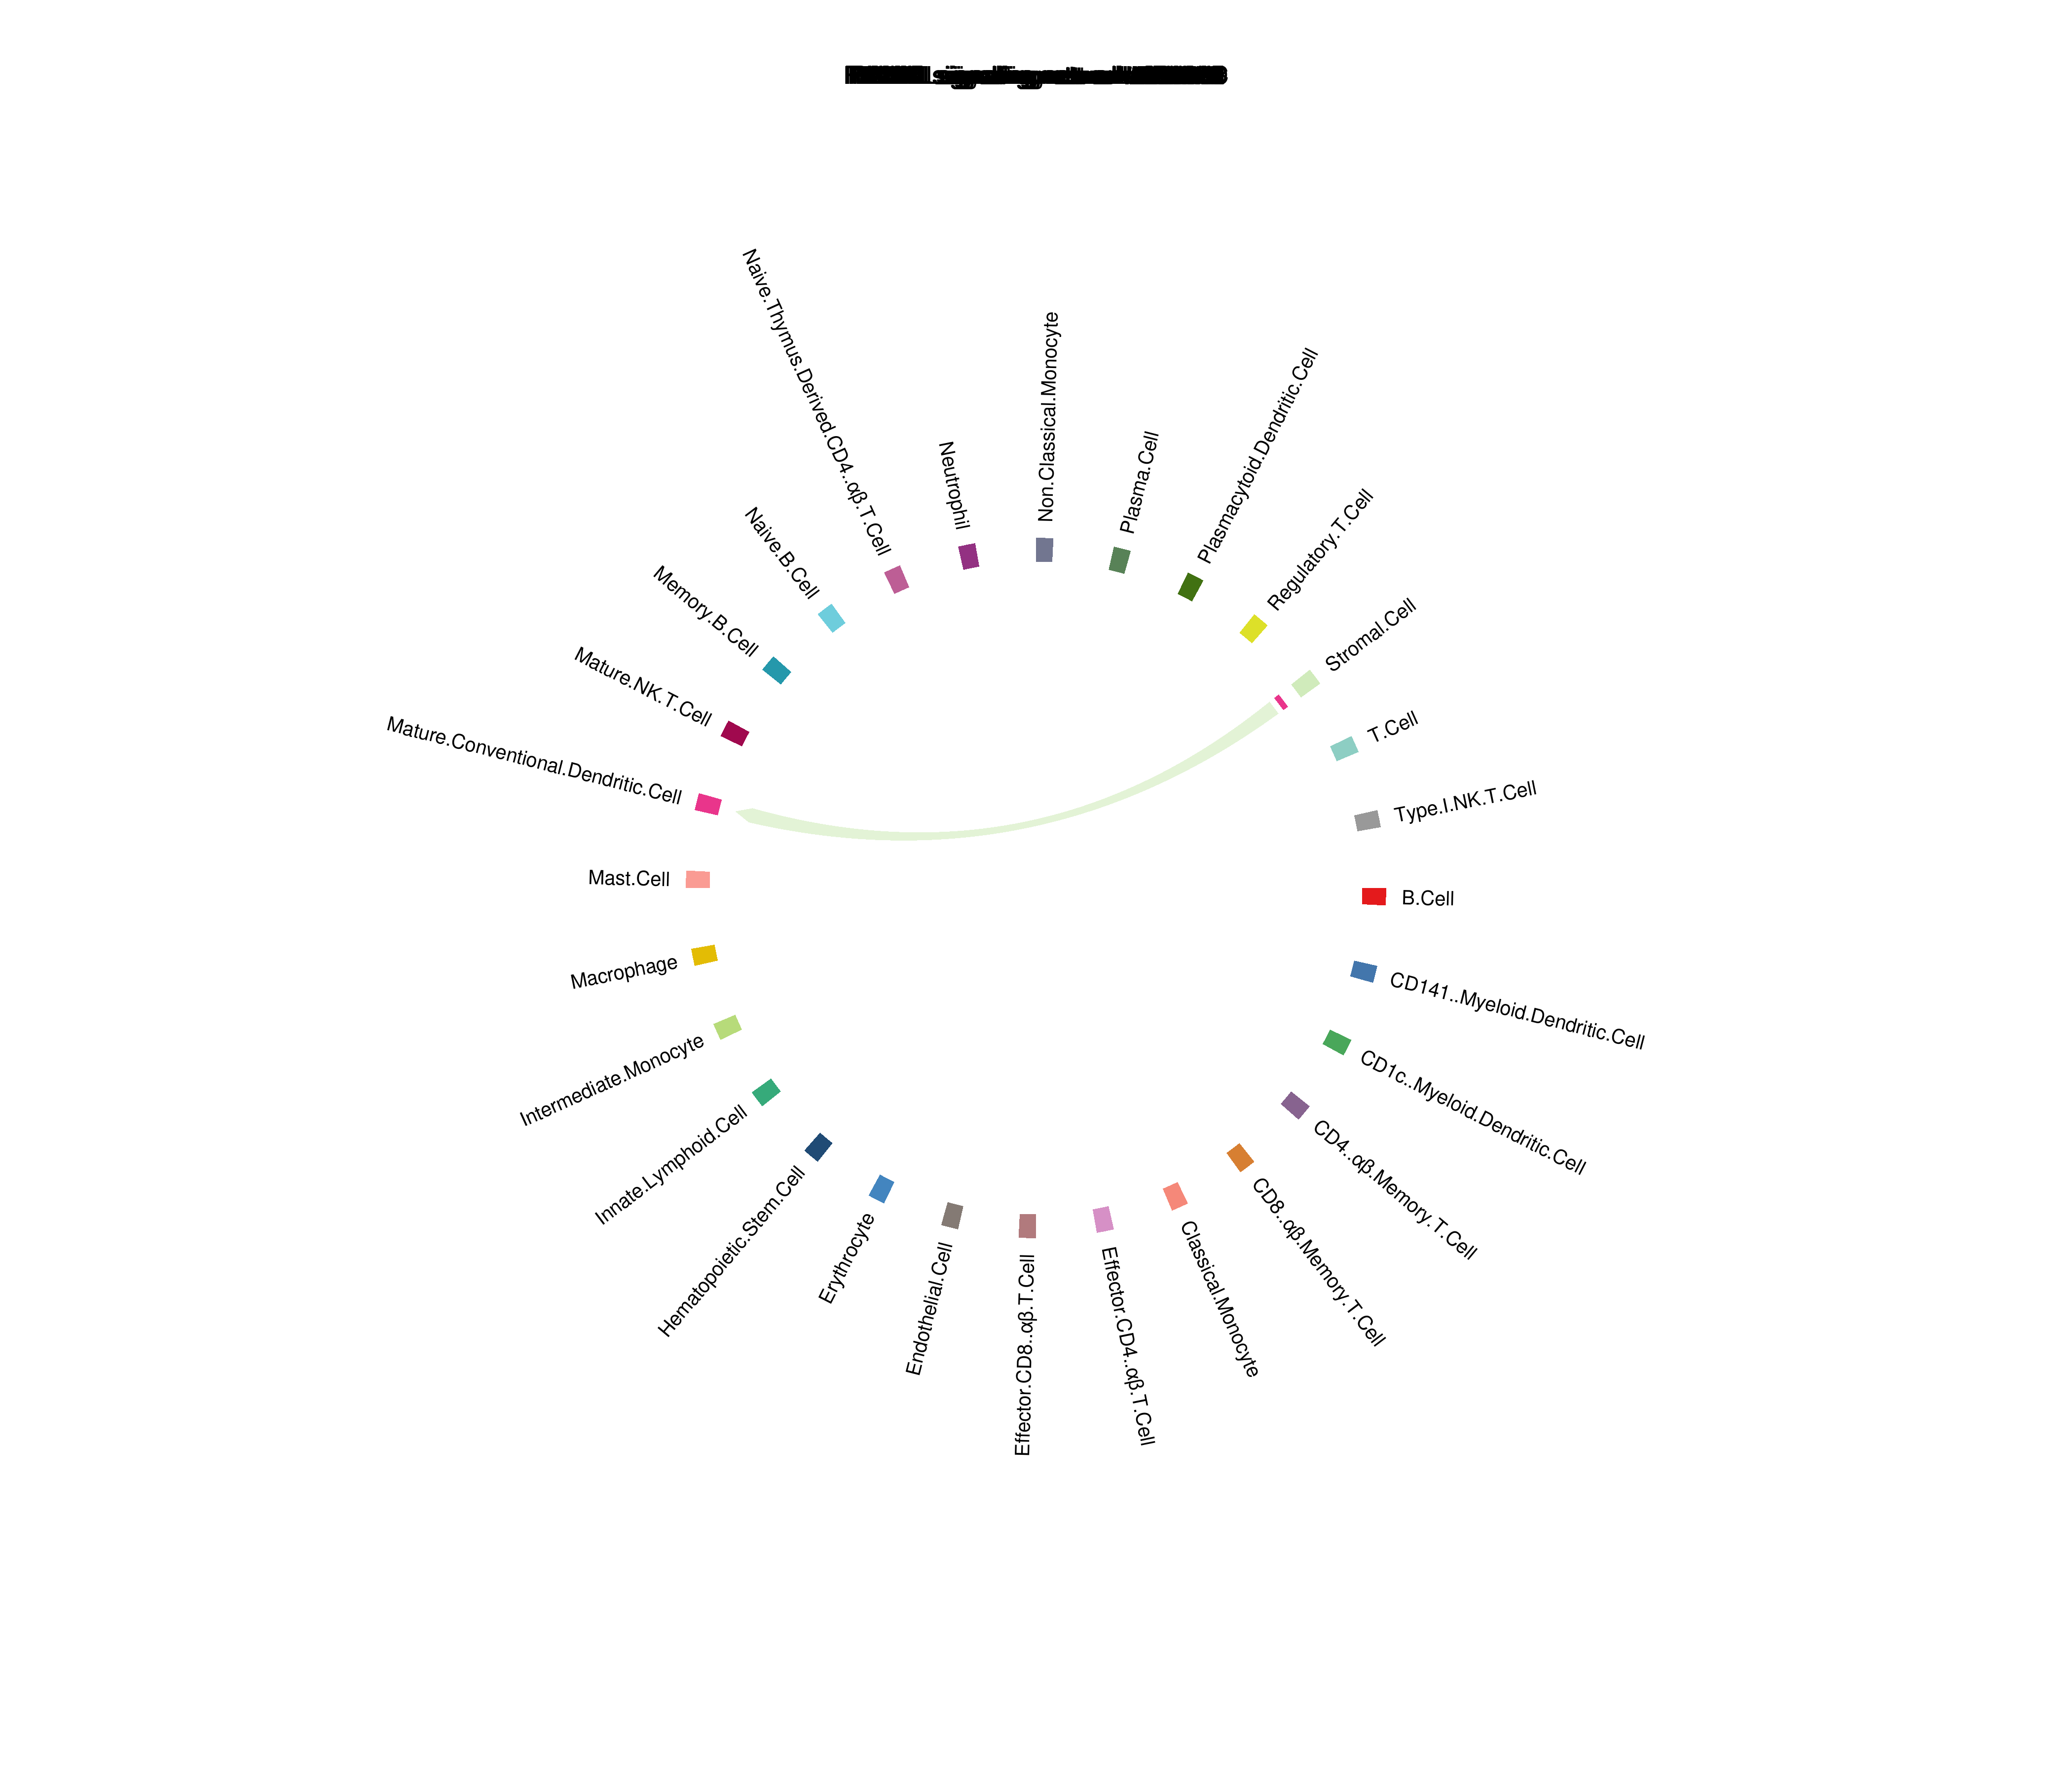 Non.Classical.Monocyte
Plasma.Cell
Plasmacytoid.Dendritic.Cell
Regulatory.T.Cell
Stromal.Cell
T.Cell
Type.I.NK.T.Cell
B.Cell
CD141..Myeloid.Dendritic.Cell
CD1c..Myeloid.Dendritic.Cell
CD4..αβ.Memory.T.Cell
CD8..αβ.Memory.T.Cell
Classical.Monocyte
Effector.CD4..αβ.T.Cell
Effector.CD8..αβ.T.Cell
Endothelial.Cell
Erythrocyte
Hematopoietic.Stem.Cell
Innate.Lymphoid.Cell
Intermediate.Monocyte
Macrophage
Mast.Cell
Mature.Conventional.Dendritic.Cell
Mature.NK.T.Cell
Memory.B.Cell
Naive.B.Cell
Naive.Thymus.Derived.CD4..αβ.T.Cell
Neutrophil